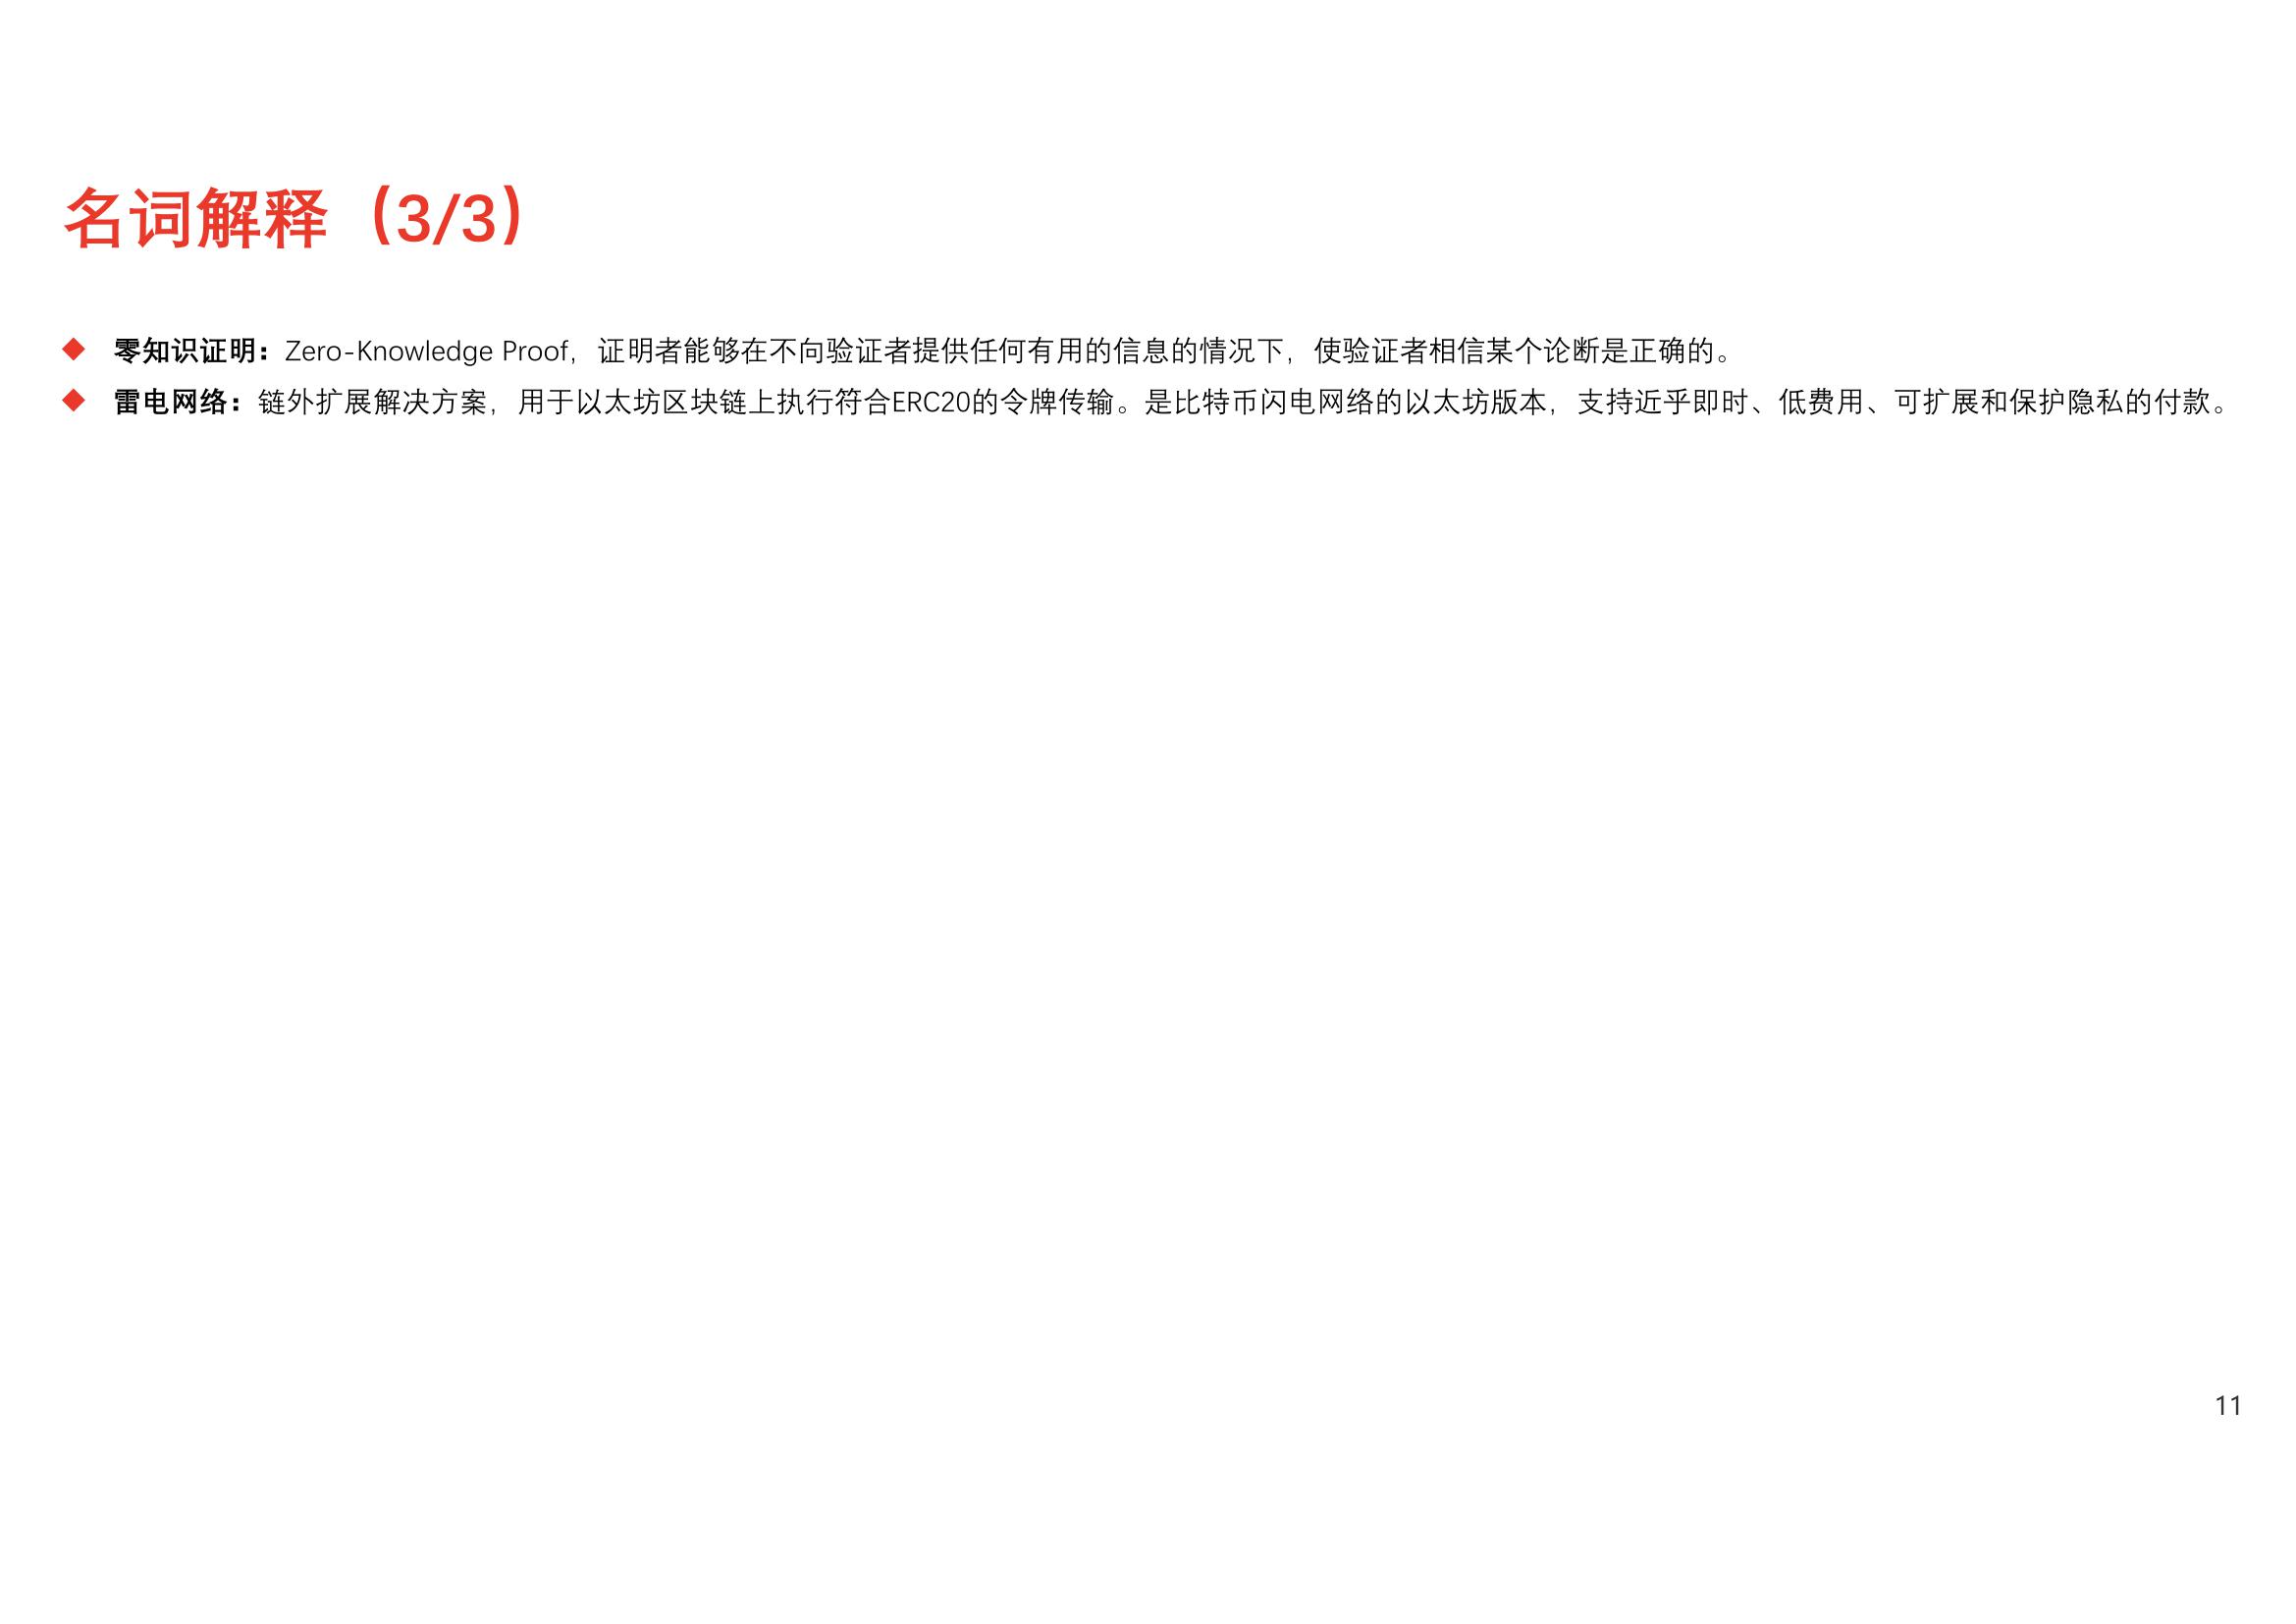 名词解释（3/3）
零知识证明：Zero-Knowledge Proof，证明者能够在不向验证者提供任何有用的信息的情况下，使验证者相信某个论断是正确的。
雷电网络：链外扩展解决方案，用于以太坊区块链上执行符合ERC20的令牌传输。是比特币闪电网络的以太坊版本，支持近乎即时、低费用、可扩展和保护隐私的付款。
11